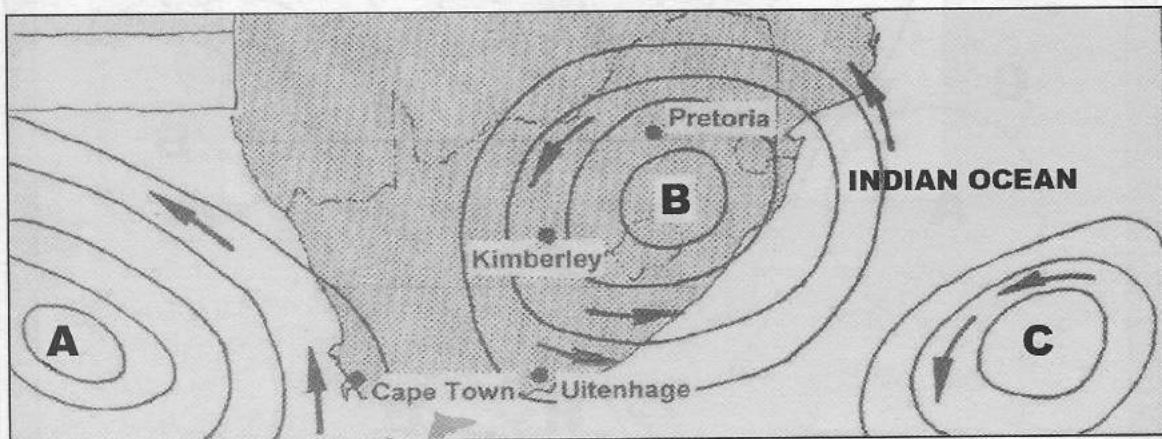 Pretoria
B
INDIAN OCEAN
Kimberley
A
C
Cape Town
Uitenhage